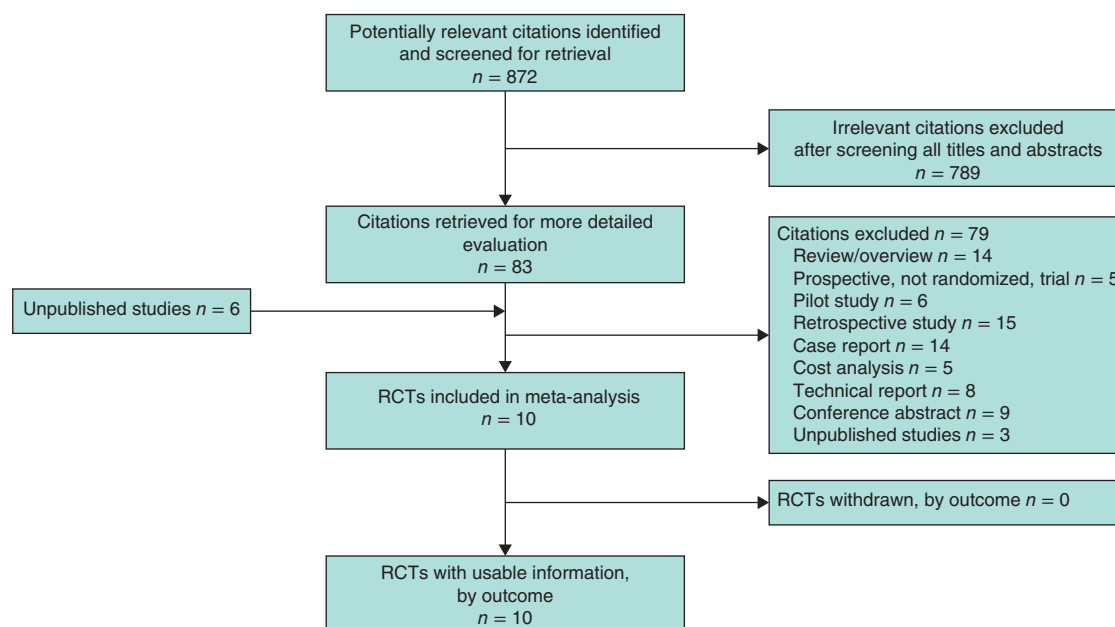 Potentially relevant citations identified
and screened for retrieval
n = 872
Irrelevant citations excluded
after screening all titles and abstracts
n = 789
Citations retrieved for more detailed
evaluation
n = 83
Unpublished studies n = 6
Citations excluded n = 79
Review/overview n = 14
Prospective, not randomized, trial n = 5
Pilot study n = 6
Retrospective study n = 15
Case report n = 14
Cost analysis n = 5
Technical report n = 8
Conference abstract n = 9
Unpublished studies n = 3
RCTs included in meta-analysis
n = 10
RCTs withdrawn, by outcome n = 0
RCTs with usable information,
by outcome
n = 10